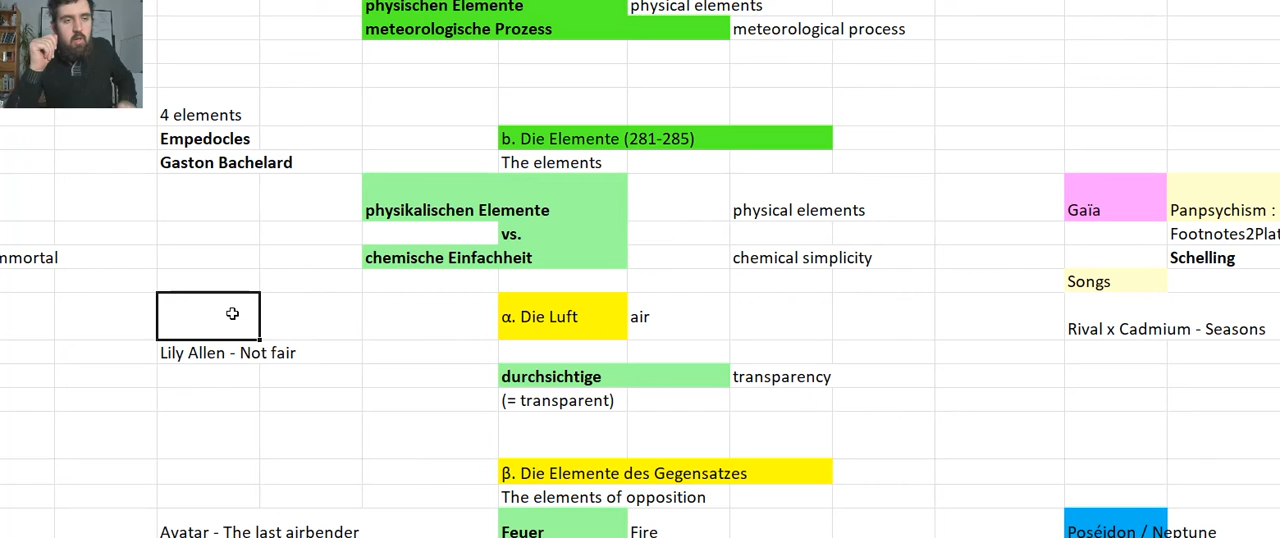 physischen Elemente physical elements
meteorologische Prozess meteorological process
4 elements
Empedocles b. Die Elemente (281-285)
Gaston Bachelard The elements
physikalischen Elemente physical elements Gaïa Panpsychism :
vs. Footnotes2Plat
mmortal chemische Einfachheit chemical simplicity Schelling
Songs
α. Die Luft air Rival x Cadmium - Seasons
Lily Allen - Not fair
durchsichtige transparency
(= transparent)
β. Die Elemente des Gegensatzes
The elements of opposition
Avatar - The last airbender Feuer Fire Poséidon / Neptune